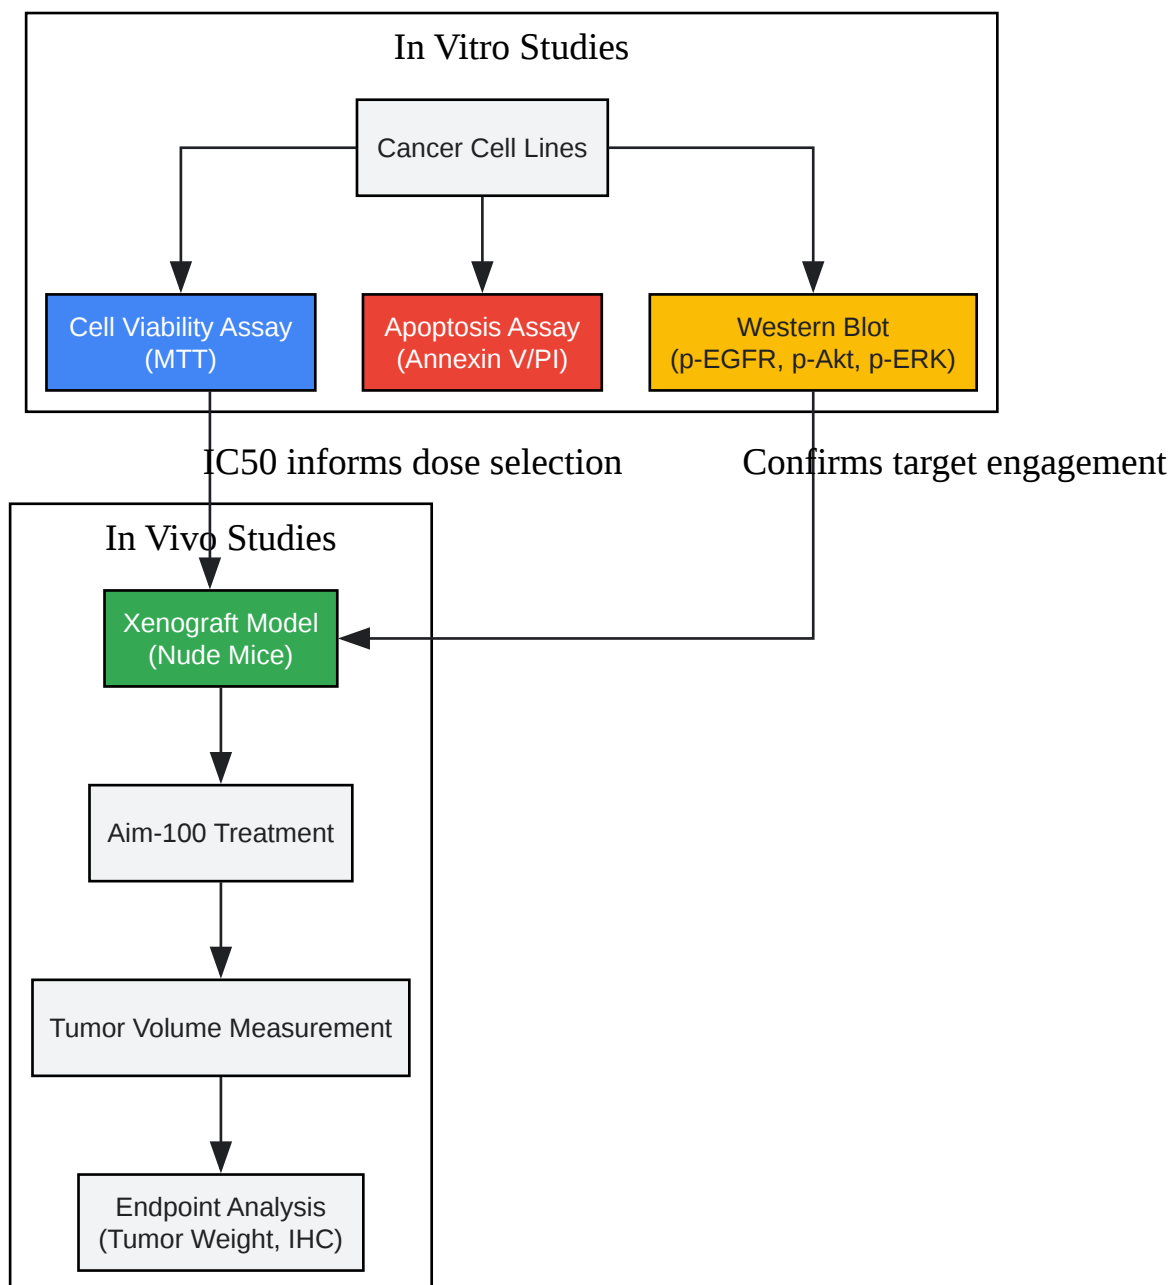 In Vitro Studies
Cancer Cell Lines
Cell Viability Assay
(MTT)
Apoptosis Assay
(Annexin V/PI)
Western Blot
(p-EGFR, p-Akt, p-ERK)
IC50 informs dose selection
Confirms target engagement
In Vivo Studies
Xenograft Model
(Nude Mice)
Aim-100 Treatment
Tumor Volume Measurement
Endpoint Analysis
(Tumor Weight, IHC)